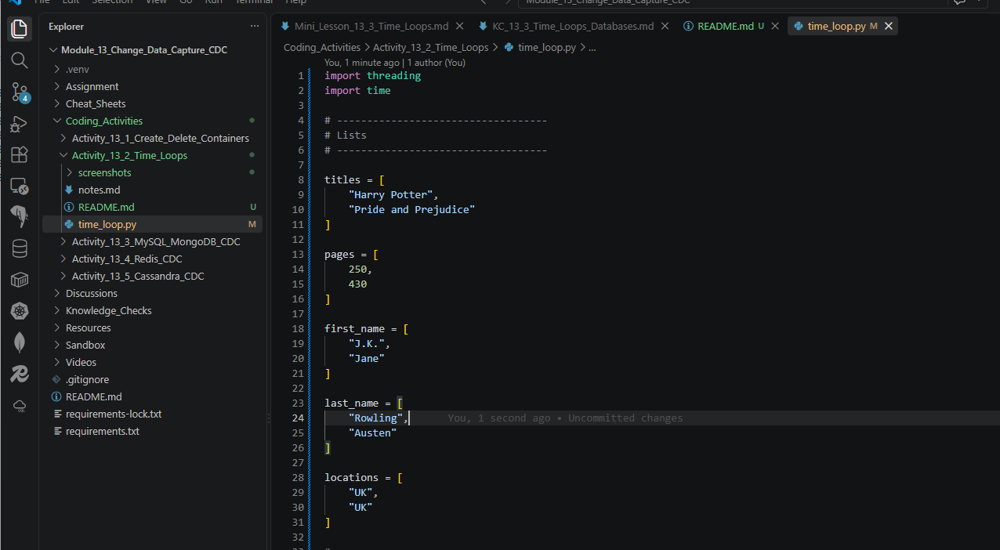 File Edit Selection View Go Run Terminal Help
Module_13_Change_Data_Capture_CDC
Explorer
Module_13_Change_Data_Capture_CDC
.venv
Assignment
Cheat_Sheets
Coding_Activities
Activity_13_1_Create_Delete_Containers
Activity_13_2_Time_Loops
screenshots
notes.md
README.md U
time_loop.py M
Activity_13_3_MySQL_MongoDB_CDC
Activity_13_4_Redis_CDC
Activity_13_5_Cassandra_CDC
Discussions
Knowledge_Checks
Resources
Sandbox
Videos
.gitignore
README.md
requirements-lock.txt
requirements.txt
4
Mini_Lesson_13_3_Time_Loops.md
KC_13_3_Time_Loops_Databases.md
README.md U
time_loop.py M
Coding_Activities > Activity_13_2_Time_Loops > time_loop.py > ...
You, 1 minute ago | 1 author (You)
1 import threading
2 import time
3
4 # -----------------------------------
5 # Lists
6 # -----------------------------------
7
8 titles = [
9     "Harry Potter",
10     "Pride and Prejudice"
11 ]
12
13 pages = [
14     250,
15     430
16 ]
17
18 first_name = [
19     "J.K.",
20     "Jane"
21 ]
22
23 last_name = [
24     "Rowling", You, 1 second ago • Uncommitted changes
25     "Austen"
26 ]
27
28 locations = [
29     "UK",
30     "UK"
31 ]
32